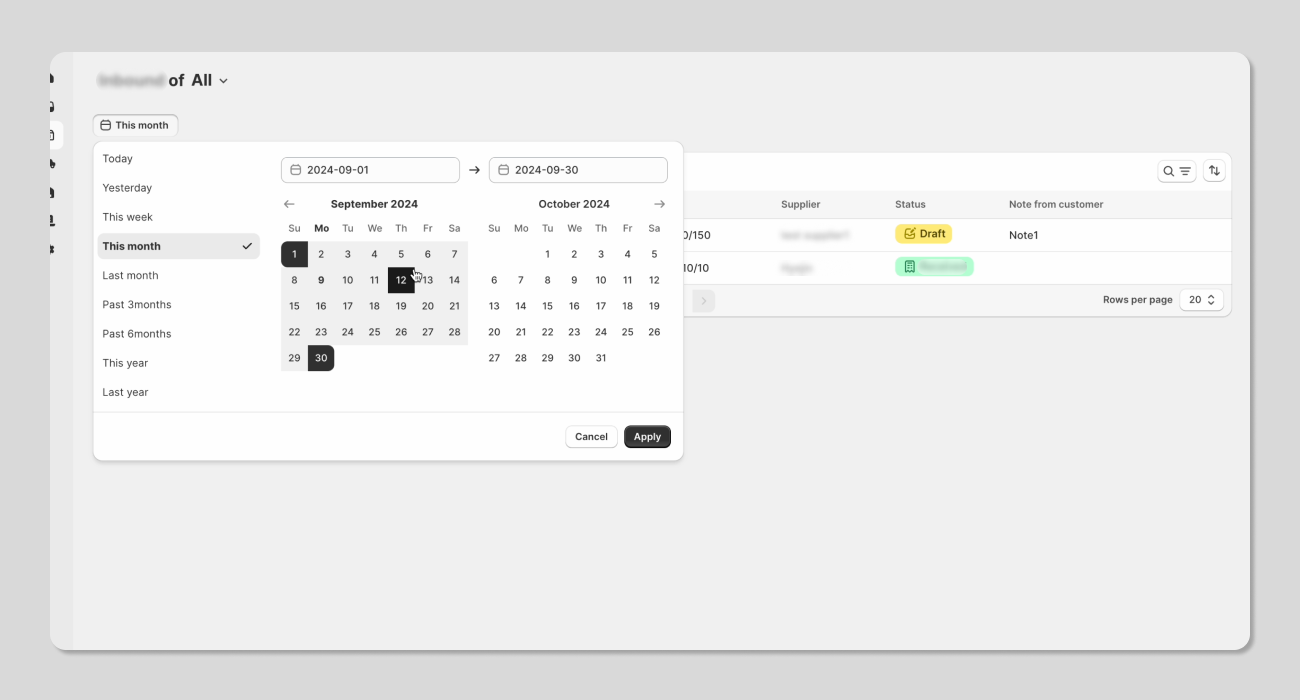 of All
This month
Today
Yesterday
This week
This month
Last month
Past 3months
Past 6months
This year
Last year
2024-09-01 → 2024-09-30
September 2024
Su Mo Tu We Th Fr Sa
1 2 3 4 5 6 7
8 9 10 11 12 13 14
15 16 17 18 19 20 21
22 23 24 25 26 27 28
29 30
October 2024
Su Mo Tu We Th Fr Sa
1 2 3 4 5
6 7 8 9 10 11 12
13 14 15 16 17 18 19
20 21 22 23 24 25 26
27 28 29 30 31
Cancel Apply
Supplier Status Note from customer
0/150 Draft Note1
10/10
Rows per page 20